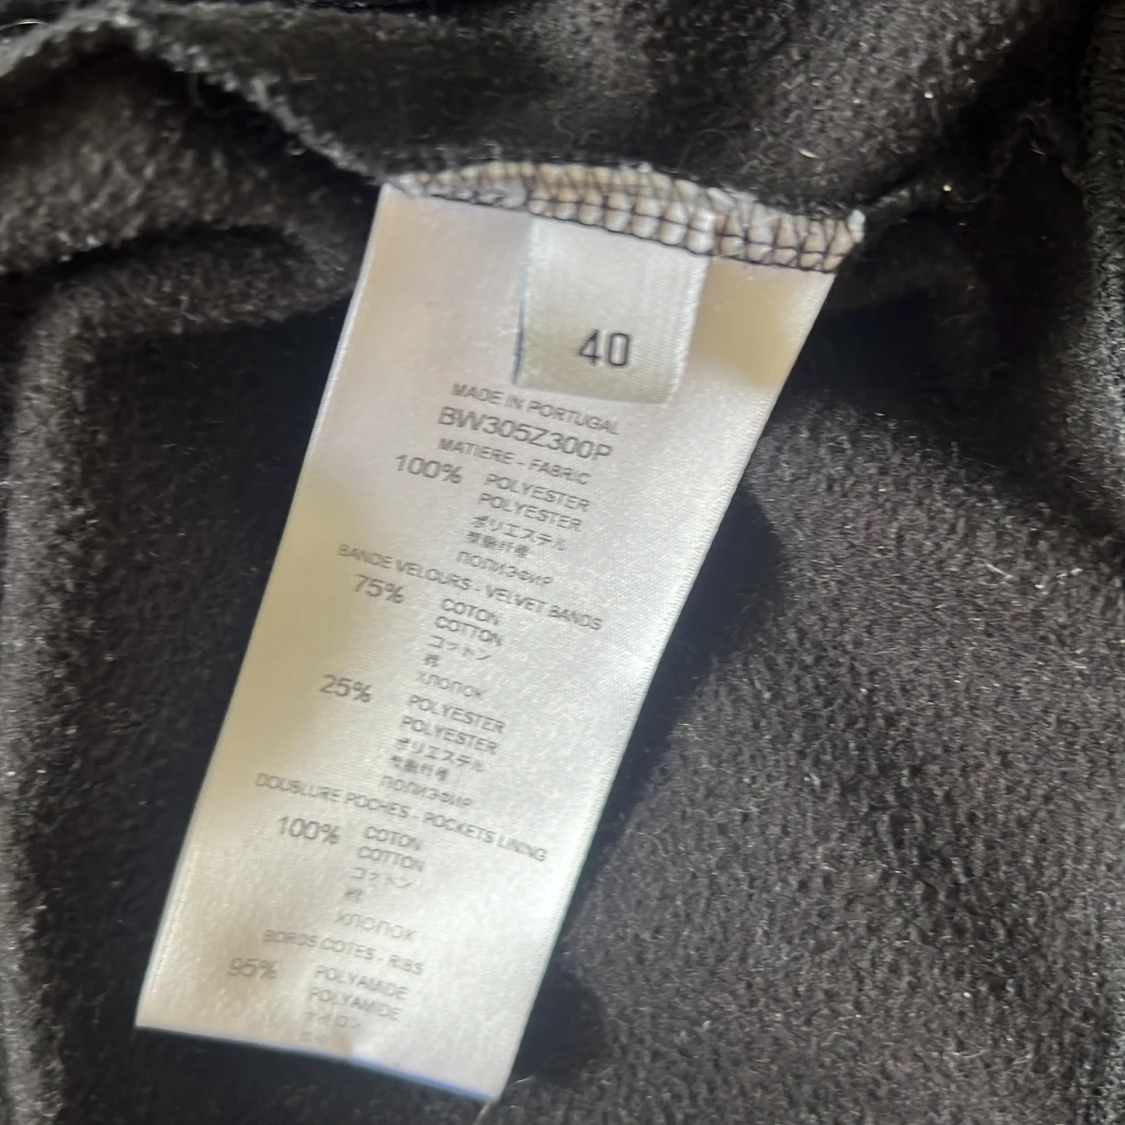 40
MADE IN PORTUGAL
BW305Z300P
MATIERE - FABRIC
100% POLYESTER
POLYESTER
ポリエステル
聚酯纤维
ПОЛИЭФИР
BANDE VELOURS - VELVET BANDS
75% COTON
COTTON
コットン
棉
ХЛОПОК
25% POLYESTER
POLYESTER
ポリエステル
聚酯纤维
ПОЛИЭФИР
DOUBLURE POCHES - POCKETS LINING
100% COTON
COTTON
コットン
棉
ХЛОПОК
BORDS COTES - RIBS
95% POLYAMIDE
POLYAMIDE
ナイロン